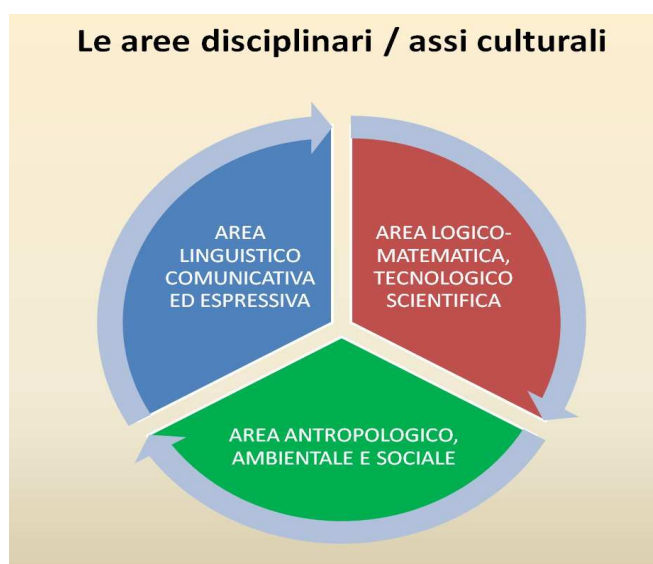 Le aree disciplinari / assi culturali
AREA
LINGUISTICO
COMUNICATIVA
ED ESPRESSIVA
AREA LOGICO-
MATEMATICA,
TECNOLOGICO
SCIENTIFICA
AREA ANTROPOLOGICO,
AMBIENTALE E SOCIALE